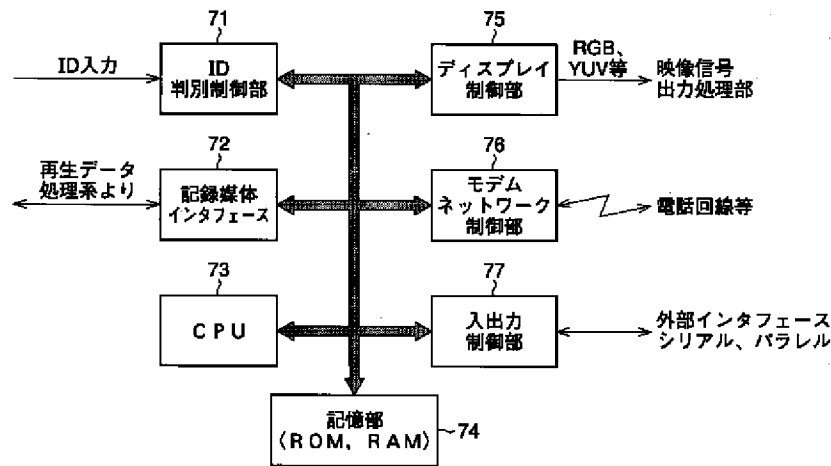 71
ID入力
ID
判別制御部
75
ディスプレイ
制御部
RGB、
YUV等
映像信号
出力処理部
72
再生データ
処理系より
記録媒体
インタフェース
76
モデム
ネットワーク
制御部
電話回線等
73
CPU
77
入出力
制御部
外部インタフェース
シリアル、パラレル
記憶部
(ROM, RAM)
74